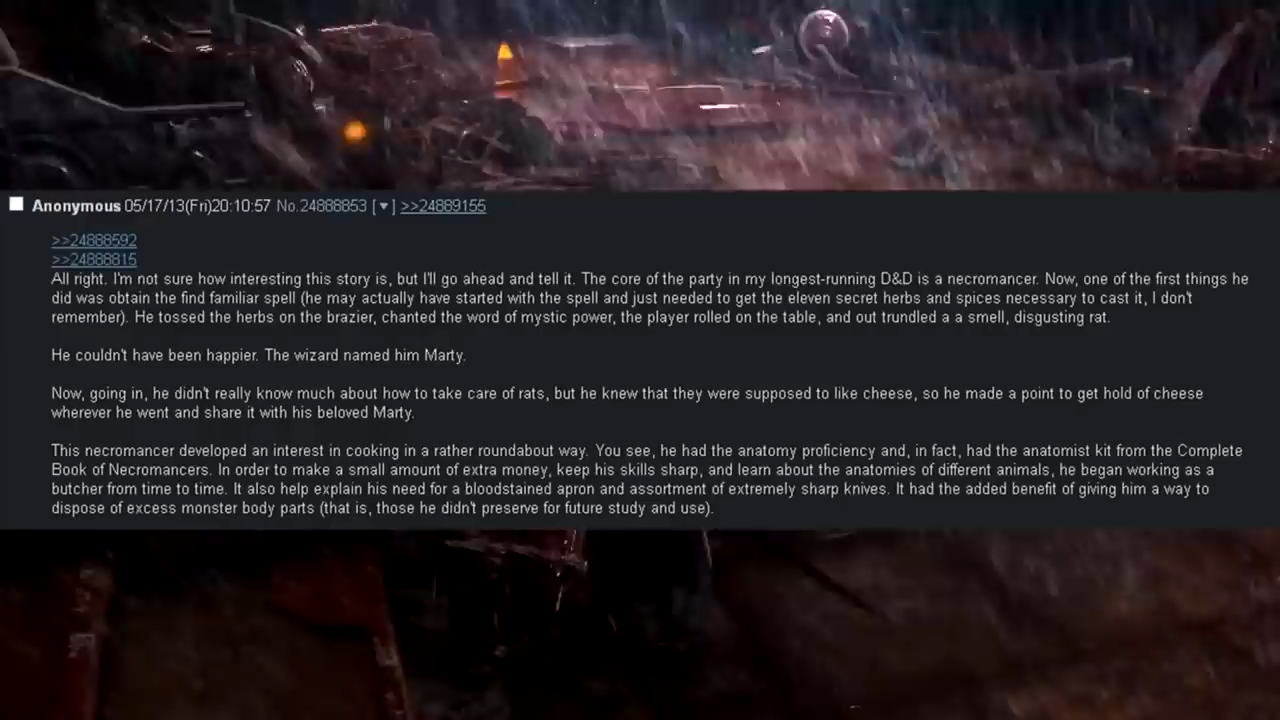 Anonymous 05/17/13(Fri)20:10:57 No.24888853 [▼] >>24889155
>>24888592
>>24888815
All right. I'm not sure how interesting this story is, but I'll go ahead and tell it. The core of the party in my longest-running D&D is a necromancer. Now, one of the first things he
did was obtain the find familiar spell (he may actually have started with the spell and just needed to get the eleven secret herbs and spices necessary to cast it, I don't
remember). He tossed the herbs on the brazier, chanted the word of mystic power, the player rolled on the table, and out trundled a a smell, disgusting rat.
He couldn't have been happier. The wizard named him Marty.
Now, going in, he didn't really know much about how to take care of rats, but he knew that they were supposed to like cheese, so he made a point to get hold of cheese
wherever he went and share it with his beloved Marty.
This necromancer developed an interest in cooking in a rather roundabout way. You see, he had the anatomy proficiency and, in fact, had the anatomist kit from the Complete
Book of Necromancers. In order to make a small amount of extra money, keep his skills sharp, and learn about the anatomies of different animals, he began working as a
butcher from time to time. It also help explain his need for a bloodstained apron and assortment of extremely sharp knives. It had the added benefit of giving him a way to
dispose of excess monster body parts (that is, those he didn't preserve for future study and use).